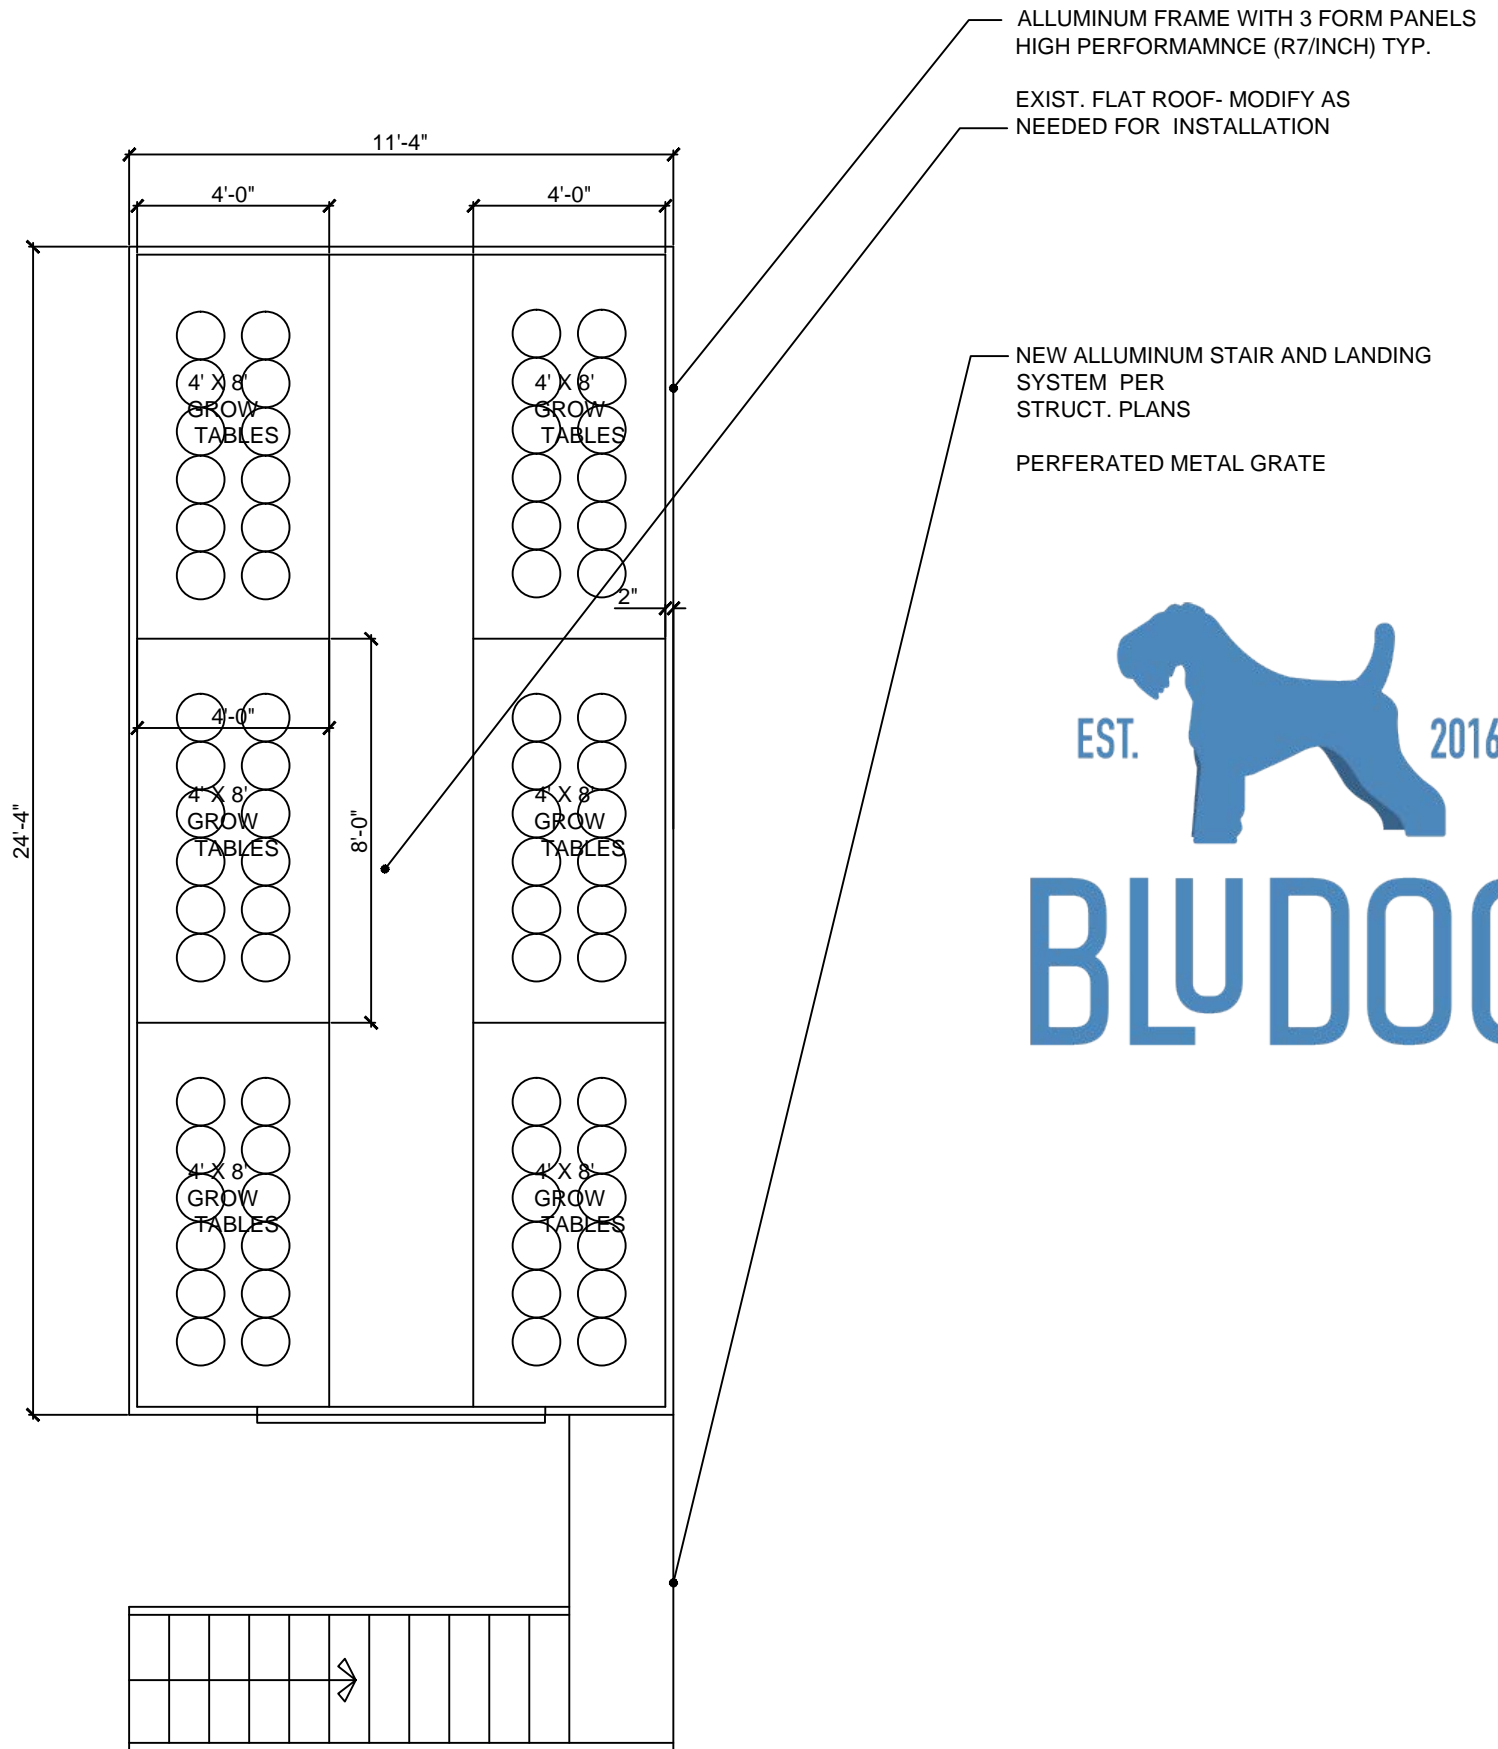 ALLUMINUM FRAME WITH 3 FORM PANELS
HIGH PERFORMAMNCE (R7/INCH) TYP.
EXIST. FLAT ROOF- MODIFY AS
NEEDED FOR INSTALLATION
11'-4"
4'-0"
4'-0"
NEW ALLUMINUM STAIR AND LANDING
SYSTEM PER
STRUCT. PLANS
PERFERATED METAL GRATE
4' X 8'
GROW
TABLES
4' X 8'
GROW
TABLES
2"
4'-0"
24'-4"
8'-0"
4' X 8'
GROW
TABLES
4' X 8'
GROW
TABLES
EST.
2016
BLUDOG
4' X 8'
GROW
TABLES
4' X 8'
GROW
TABLES